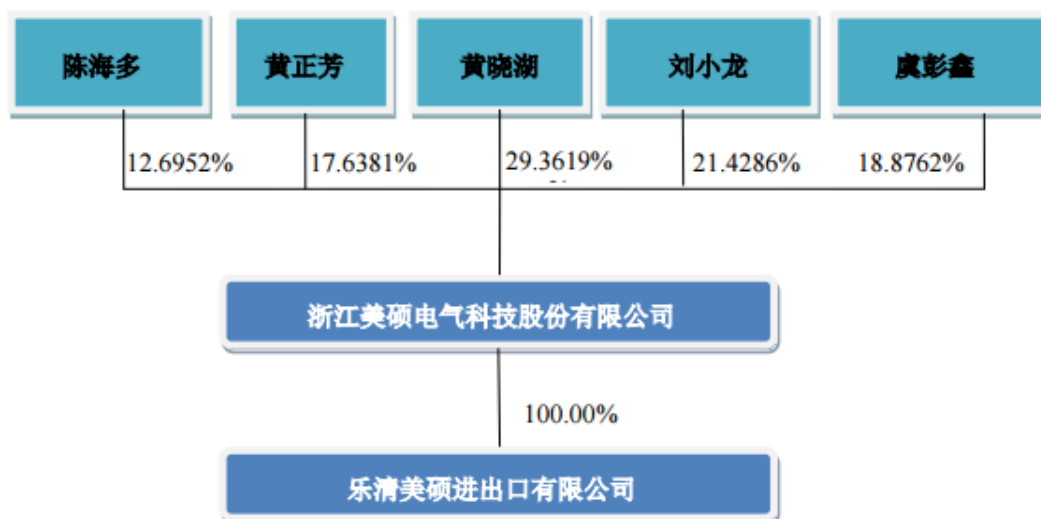 陈海多
黄正芳
黄晓湖
刘小龙
虞彭鑫
12.6952%
17.6381%
29.3619%
21.4286%
18.8762%
浙江美硕电气科技股份有限公司
100.00%
乐清美硕进出口有限公司